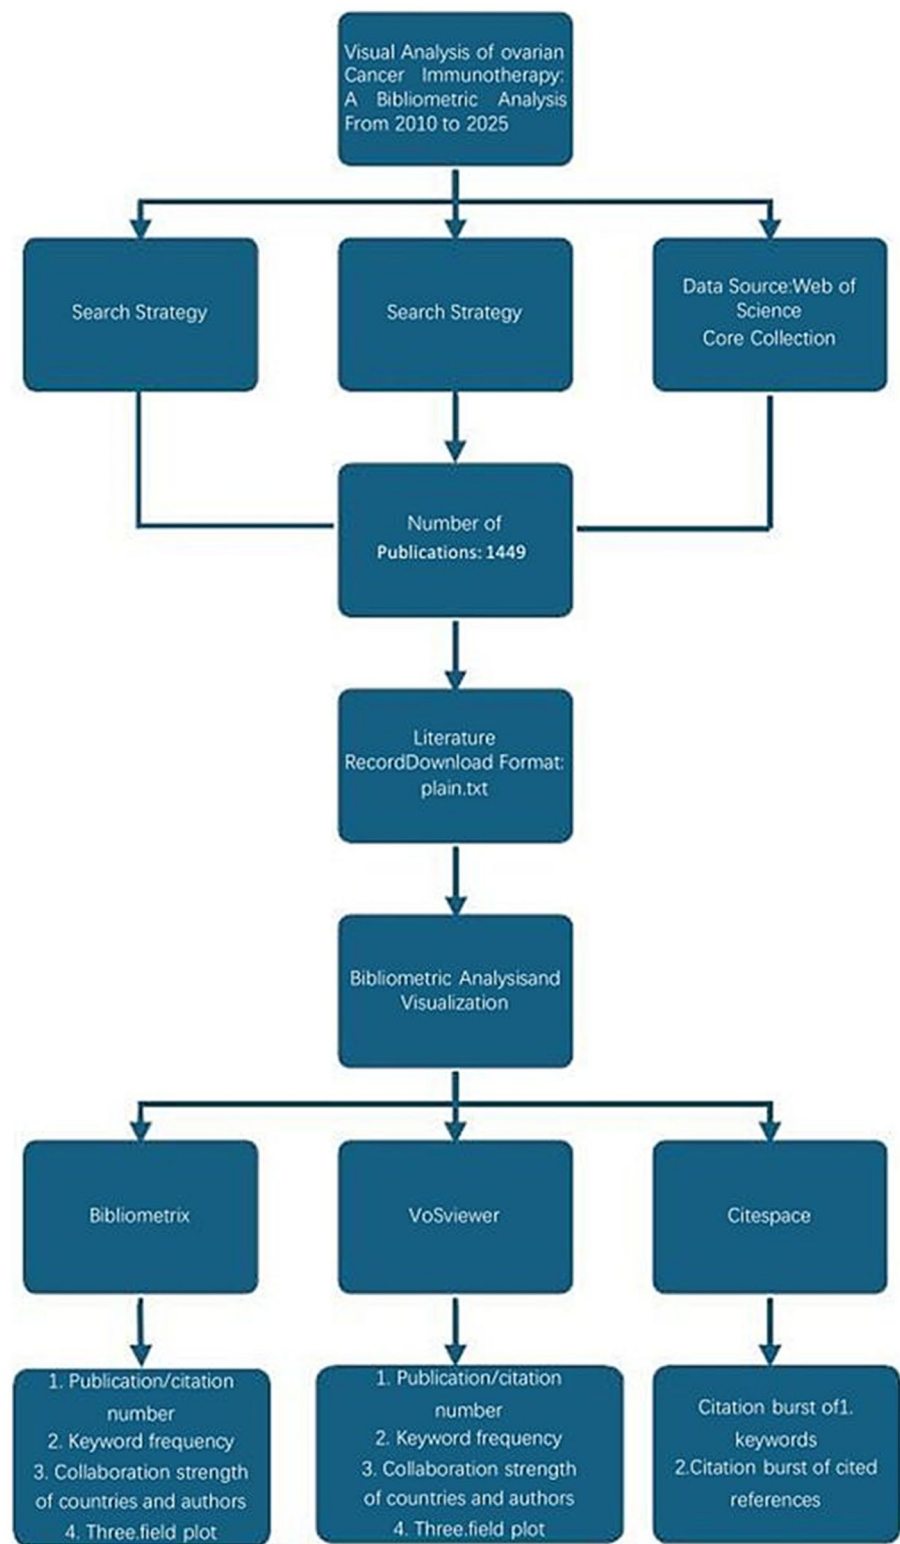 Visual Analysis of ovarian
Cancer Immunotherapy:
A Bibliometric Analysis
From 2010 to 2025
Search Strategy
Search Strategy
Data Source:Web of
Science
Core Collection
Number of
Publications: 1449
Literature
RecordDownload Format:
plain.txt
Bibliometric Analysisand
Visualization
Bibliometrix
VoSviewer
Citespace
1. Publication/citation
number
2. Keyword frequency
3. Collaboration strength
of countries and authors
4. Three.field plot
1. Publication/citation
number
2. Keyword frequency
3. Collaboration strength
of countries and authors
4. Three.field plot
Citation burst of1.
keywords
2.Citation burst of cited
references